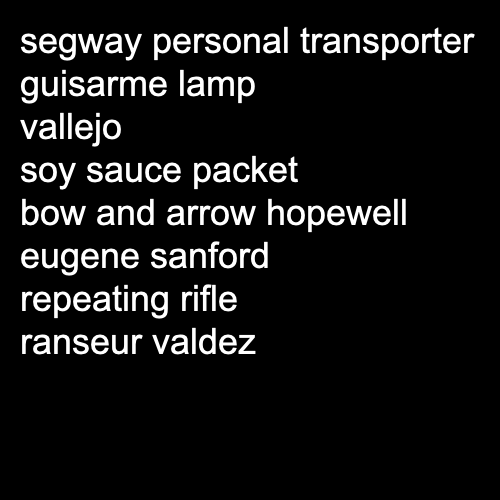 segway personal transporter
guisarme lamp
vallejo
soy sauce packet
bow and arrow hopewell
eugene sanford
repeating rifle
ranseur valdez